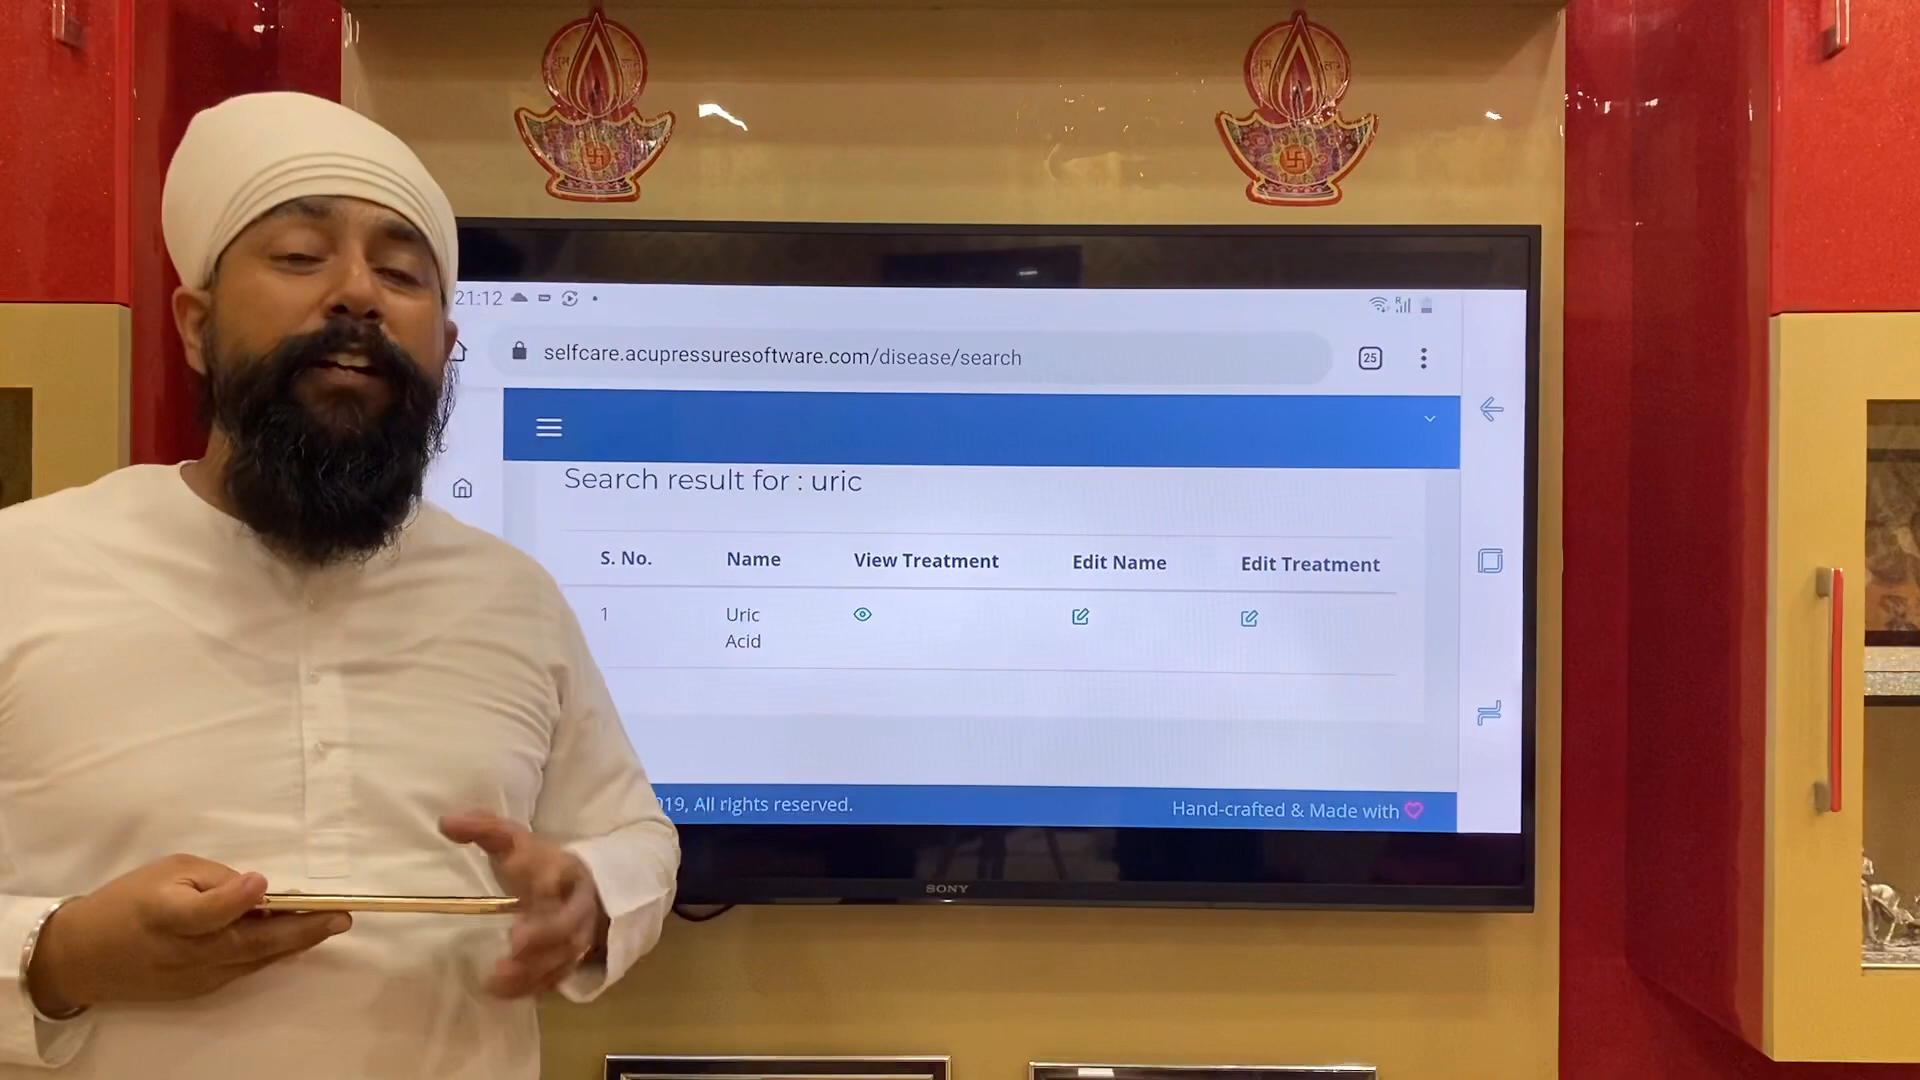 शुभ लाभ
शुभ लाभ
21:12
R
selfcare.acupressuresoftware.com/disease/search
25
Search result for : uric
S. No. Name View Treatment Edit Name Edit Treatment
1 Uric Acid
19, All rights reserved.
Hand-crafted & Made with
SONY